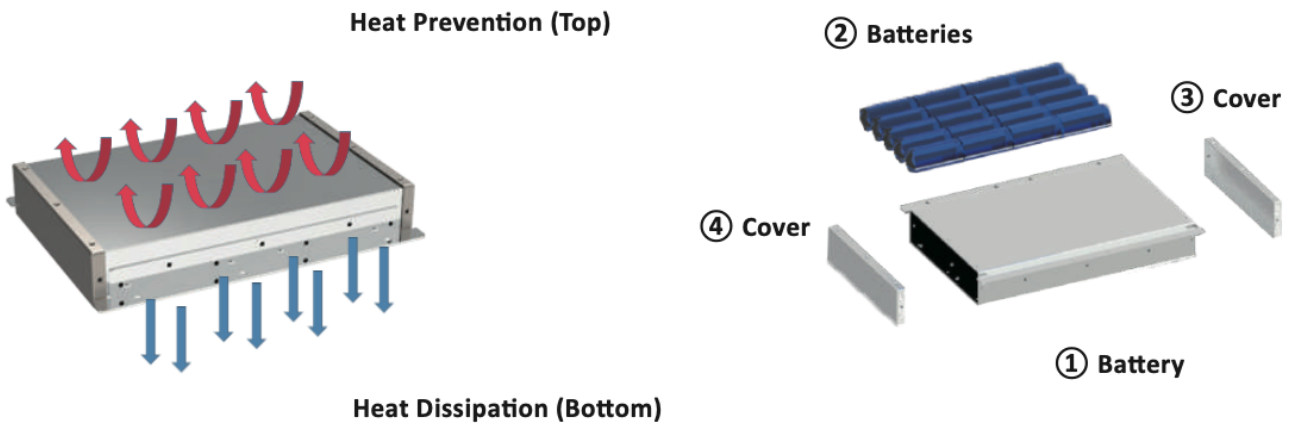 Heat Prevention (Top)
② Batteries
③ Cover
④ Cover
① Battery
Heat Dissipation (Bottom)